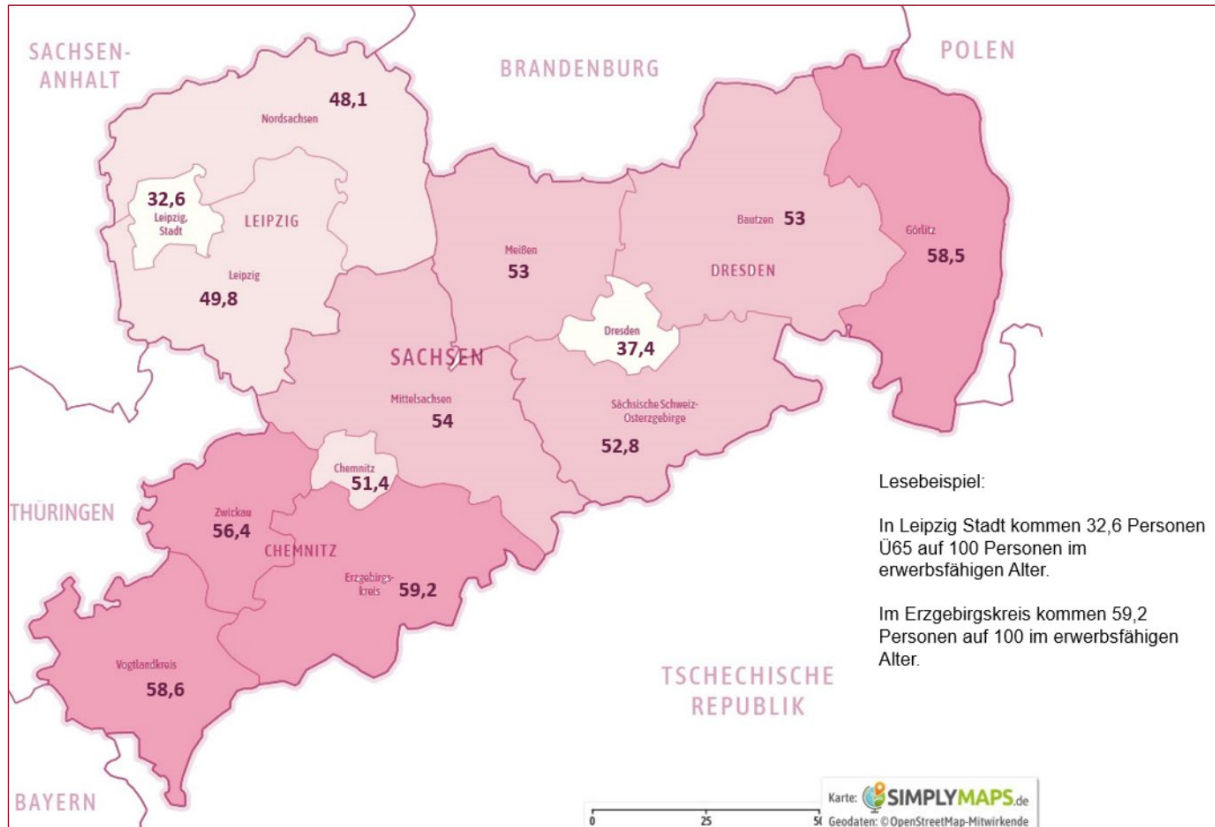 SACHSEN-
ANHALT
BRANDENBURG
POLEN
48,1
Nordsachsen
32,6
Leipzig,
Stadt
LEIPZIG
Leipzig
49,8
Meißen
53
Bautzen 53
DRESDEN
Görlitz
58,5
Dresden
37,4
SACHSEN
Mittelsachsen
54
Sächsische Schweiz-
Osterzgebirge
52,8
Chemnitz
51,4
THÜRINGEN
Zwickau
56,4
CHEMNITZ
Erzgebirgs-
kreis
59,2
Vogtlandkreis
58,6
TSCHECHISCHE
REPUBLIK
BAYERN
Lesebeispiel:
In Leipzig Stadt kommen 32,6 Personen
Ü65 auf 100 Personen im
erwerbsfähigen Alter.
Im Erzgebirgskreis kommen 59,2
Personen auf 100 im erwerbsfähigen
Alter.
0 25
Karte: SIMPLYMAPS.de
Geodaten: © OpenStreetMap-Mitwirkende